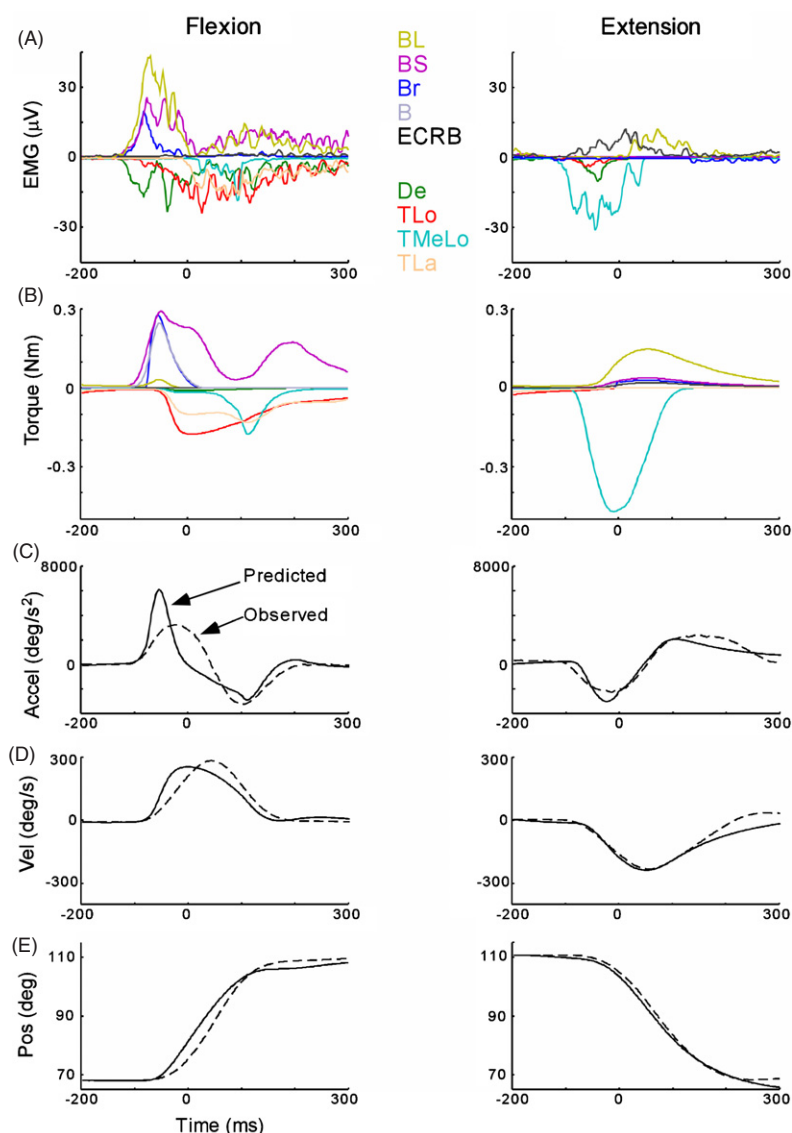 Flexion
Extension
(A)
EMG (μV)
30
0
-30
-200
0
300
BL
BS
Br
B
ECRB
De
TLo
TMeLo
TLa
30
0
-30
-200
0
300
(B)
Torque (Nm)
0.3
0
-0.3
-200
0
300
0.3
0
-0.3
-200
0
300
(C)
Accel (deg/s²)
8000
0
-200
0
300
Predicted
Observed
8000
0
-200
0
300
(D)
Vel (deg/s)
300
0
-300
-200
0
300
300
0
-300
-200
0
300
(E)
Pos (deg)
110
90
70
-200
0
300
Time (ms)
110
90
70
-200
0
300